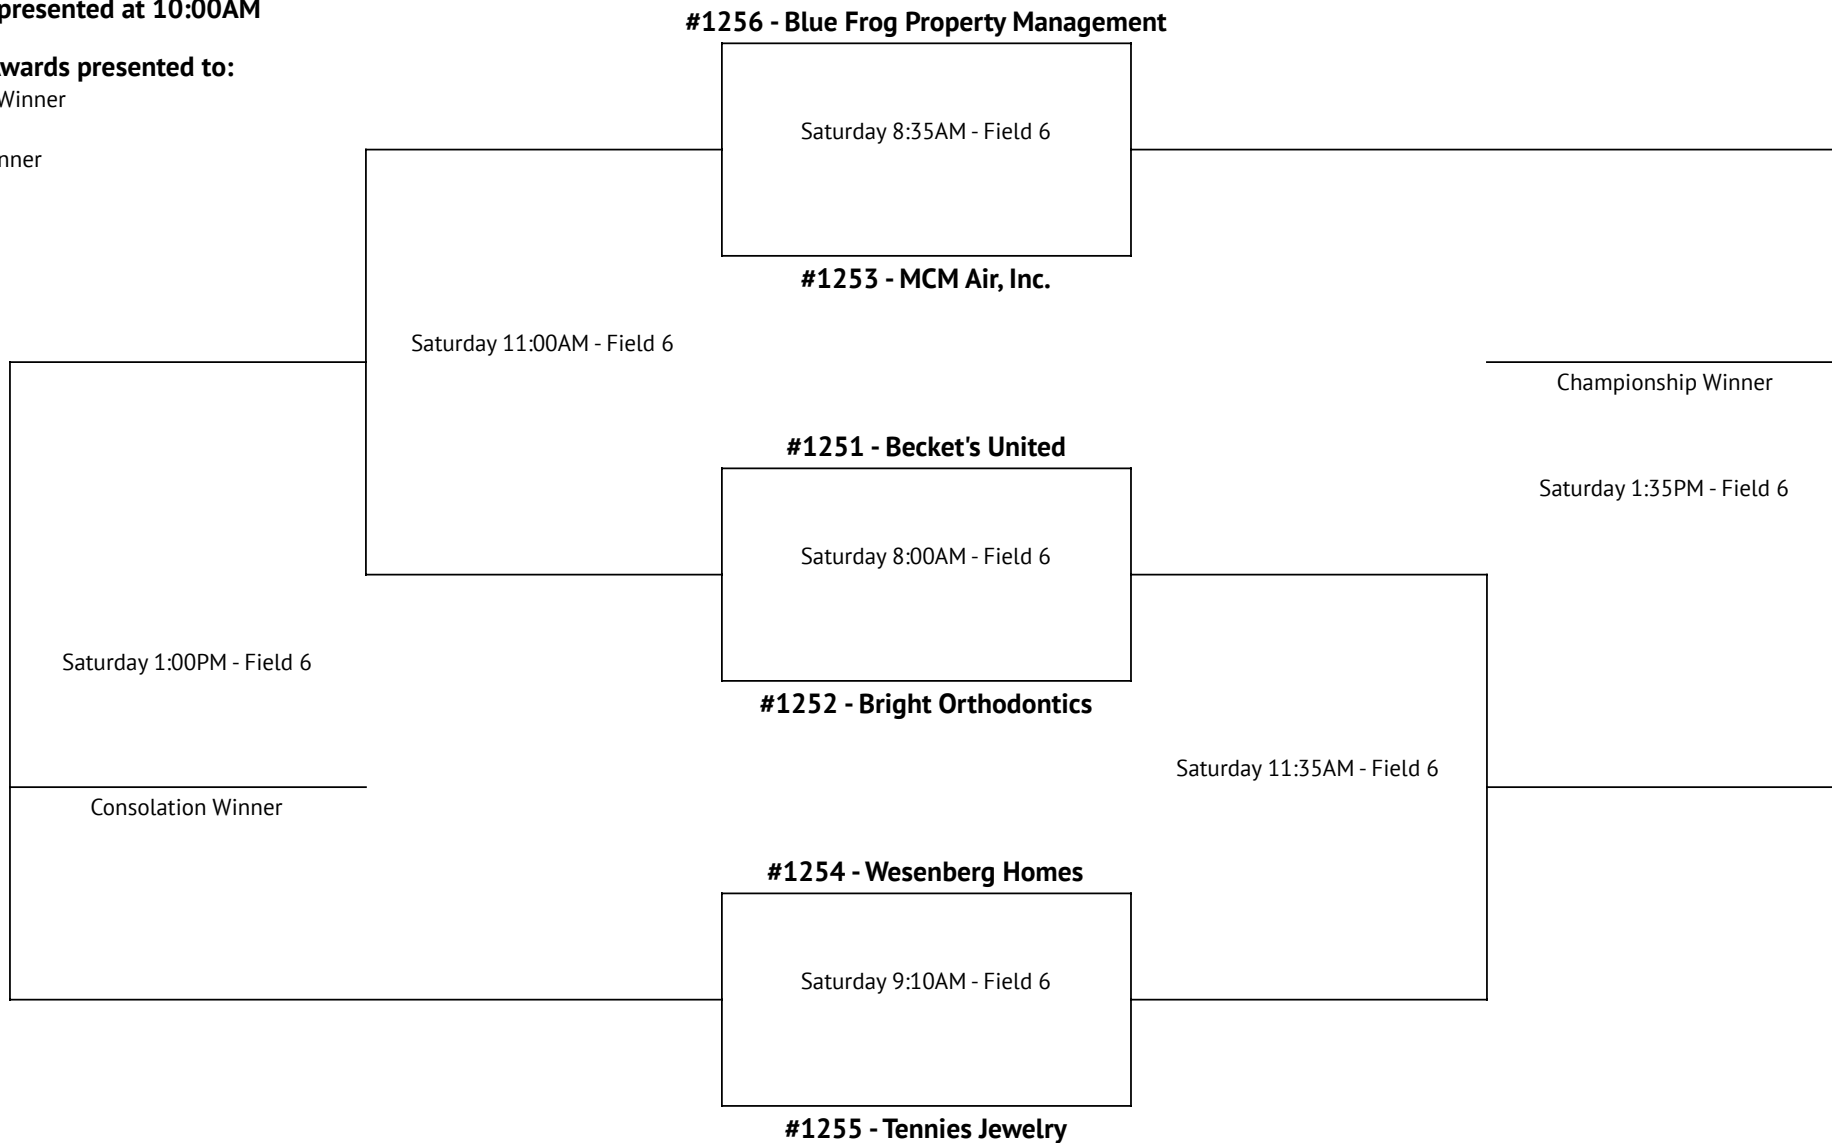 presented at 10:00AM
#1256 - Blue Frog Property Management
wards presented to:
Winner
Saturday 8:35AM - Field 6
nner
#1253 - MCM Air, Inc.
Saturday 11:00AM - Field 6
Championship Winner
#1251 - Becket's United
Saturday 1:35PM - Field 6
Saturday 8:00AM - Field 6
Saturday 1:00PM - Field 6
#1252 - Bright Orthodontics
Saturday 11:35AM - Field 6
Consolation Winner
#1254 - Wesenberg Homes
Saturday 9:10AM - Field 6
#1255 - Tennies Jewelry